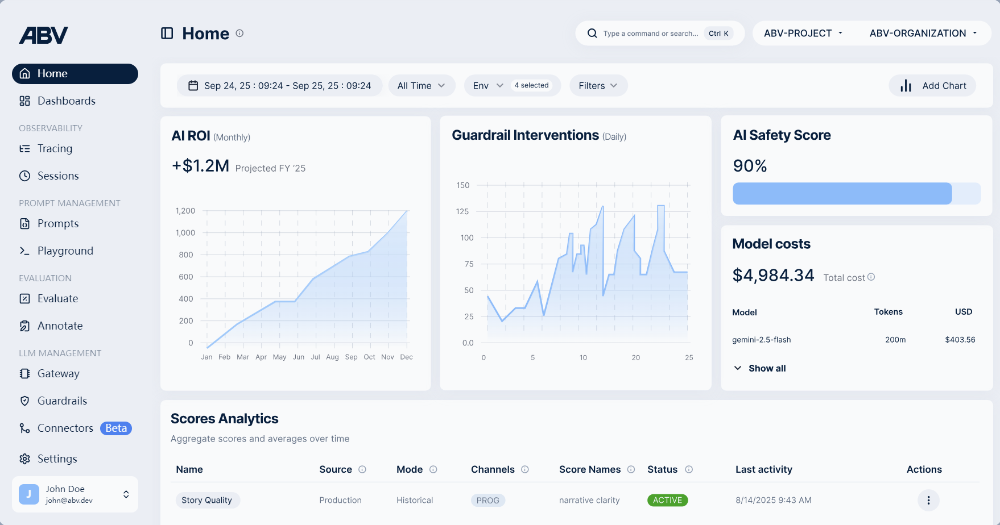 ABV
Home
Type a command or search...
Ctrl K
ABV-PROJECT
ABV-ORGANIZATION
Home
Dashboards
OBSERVABILITY
Tracing
Sessions
PROMPT MANAGEMENT
Prompts
Playground
EVALUATION
Evaluate
Annotate
LLM MANAGEMENT
Gateway
Guardrails
Connectors Beta
Settings
J
John Doe
john@abv.dev
Sep 24, 25 : 09:24 - Sep 25, 25 : 09:24
All Time
Env
4 selected
Filters
Add Chart
AI ROI (Monthly)
+$1.2M Projected FY ‘25
1,200
1,000
800
600
400
200
0
Jan Feb Mar Apr May Jun Jul Aug Sep Oct Nov Dec
Guardrail Interventions (Daily)
150
125
100
75
50
25
0.0
0 5 10 20 25
AI Safety Score
90%
Model costs
$4,984.34 Total cost
Model Tokens USD
gemini-2.5-flash 200m $403.56
Show all
Scores Analytics
Aggregate scores and averages over time
Name Source Mode Channels Score Names Status Last activity Actions
Story Quality Production Historical PROG narrative clarity ACTIVE 8/14/2025 9:43 AM